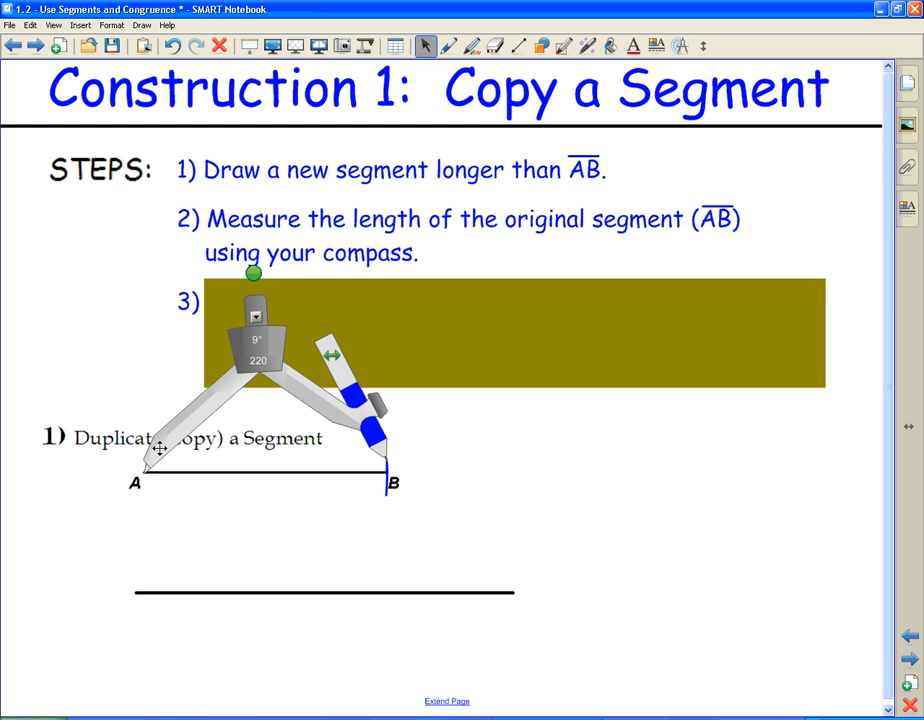 1.2 - Use Segments and Congruence * - SMART Notebook
File Edit View Insert Format Draw Help
Construction 1: Copy a Segment
STEPS: 1) Draw a new segment longer than AB.
2) Measure the length of the original segment (AB)
using your compass.
3)
9°
220
1) Duplicat opy) a Segment
A B
Extend Page